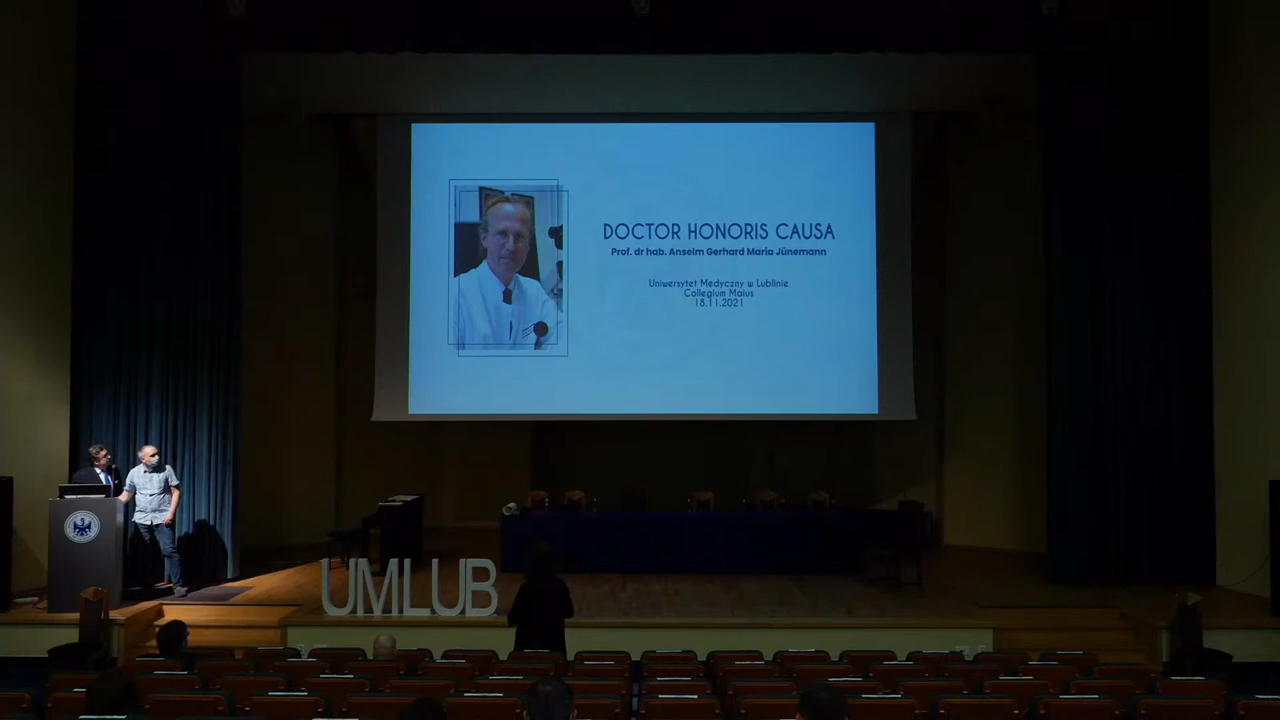 DOCTOR HONORIS CAUSA
Prof. dr hab. Anselm Gerhard Maria Jünemann
Uniwersytet Medyczny w Lublinie
Collegium Maius
18.11.2021
UMLUB